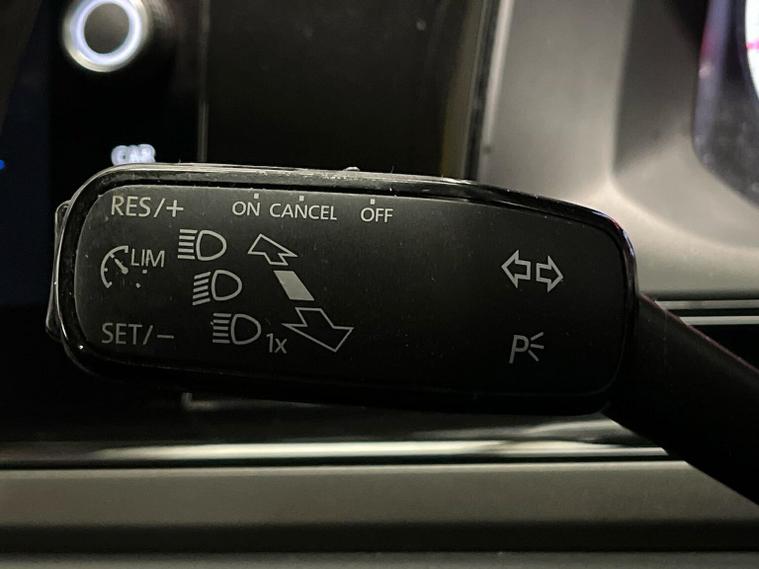 RES/+ ON CANCEL OFF
LIM
SET/− 1x
P